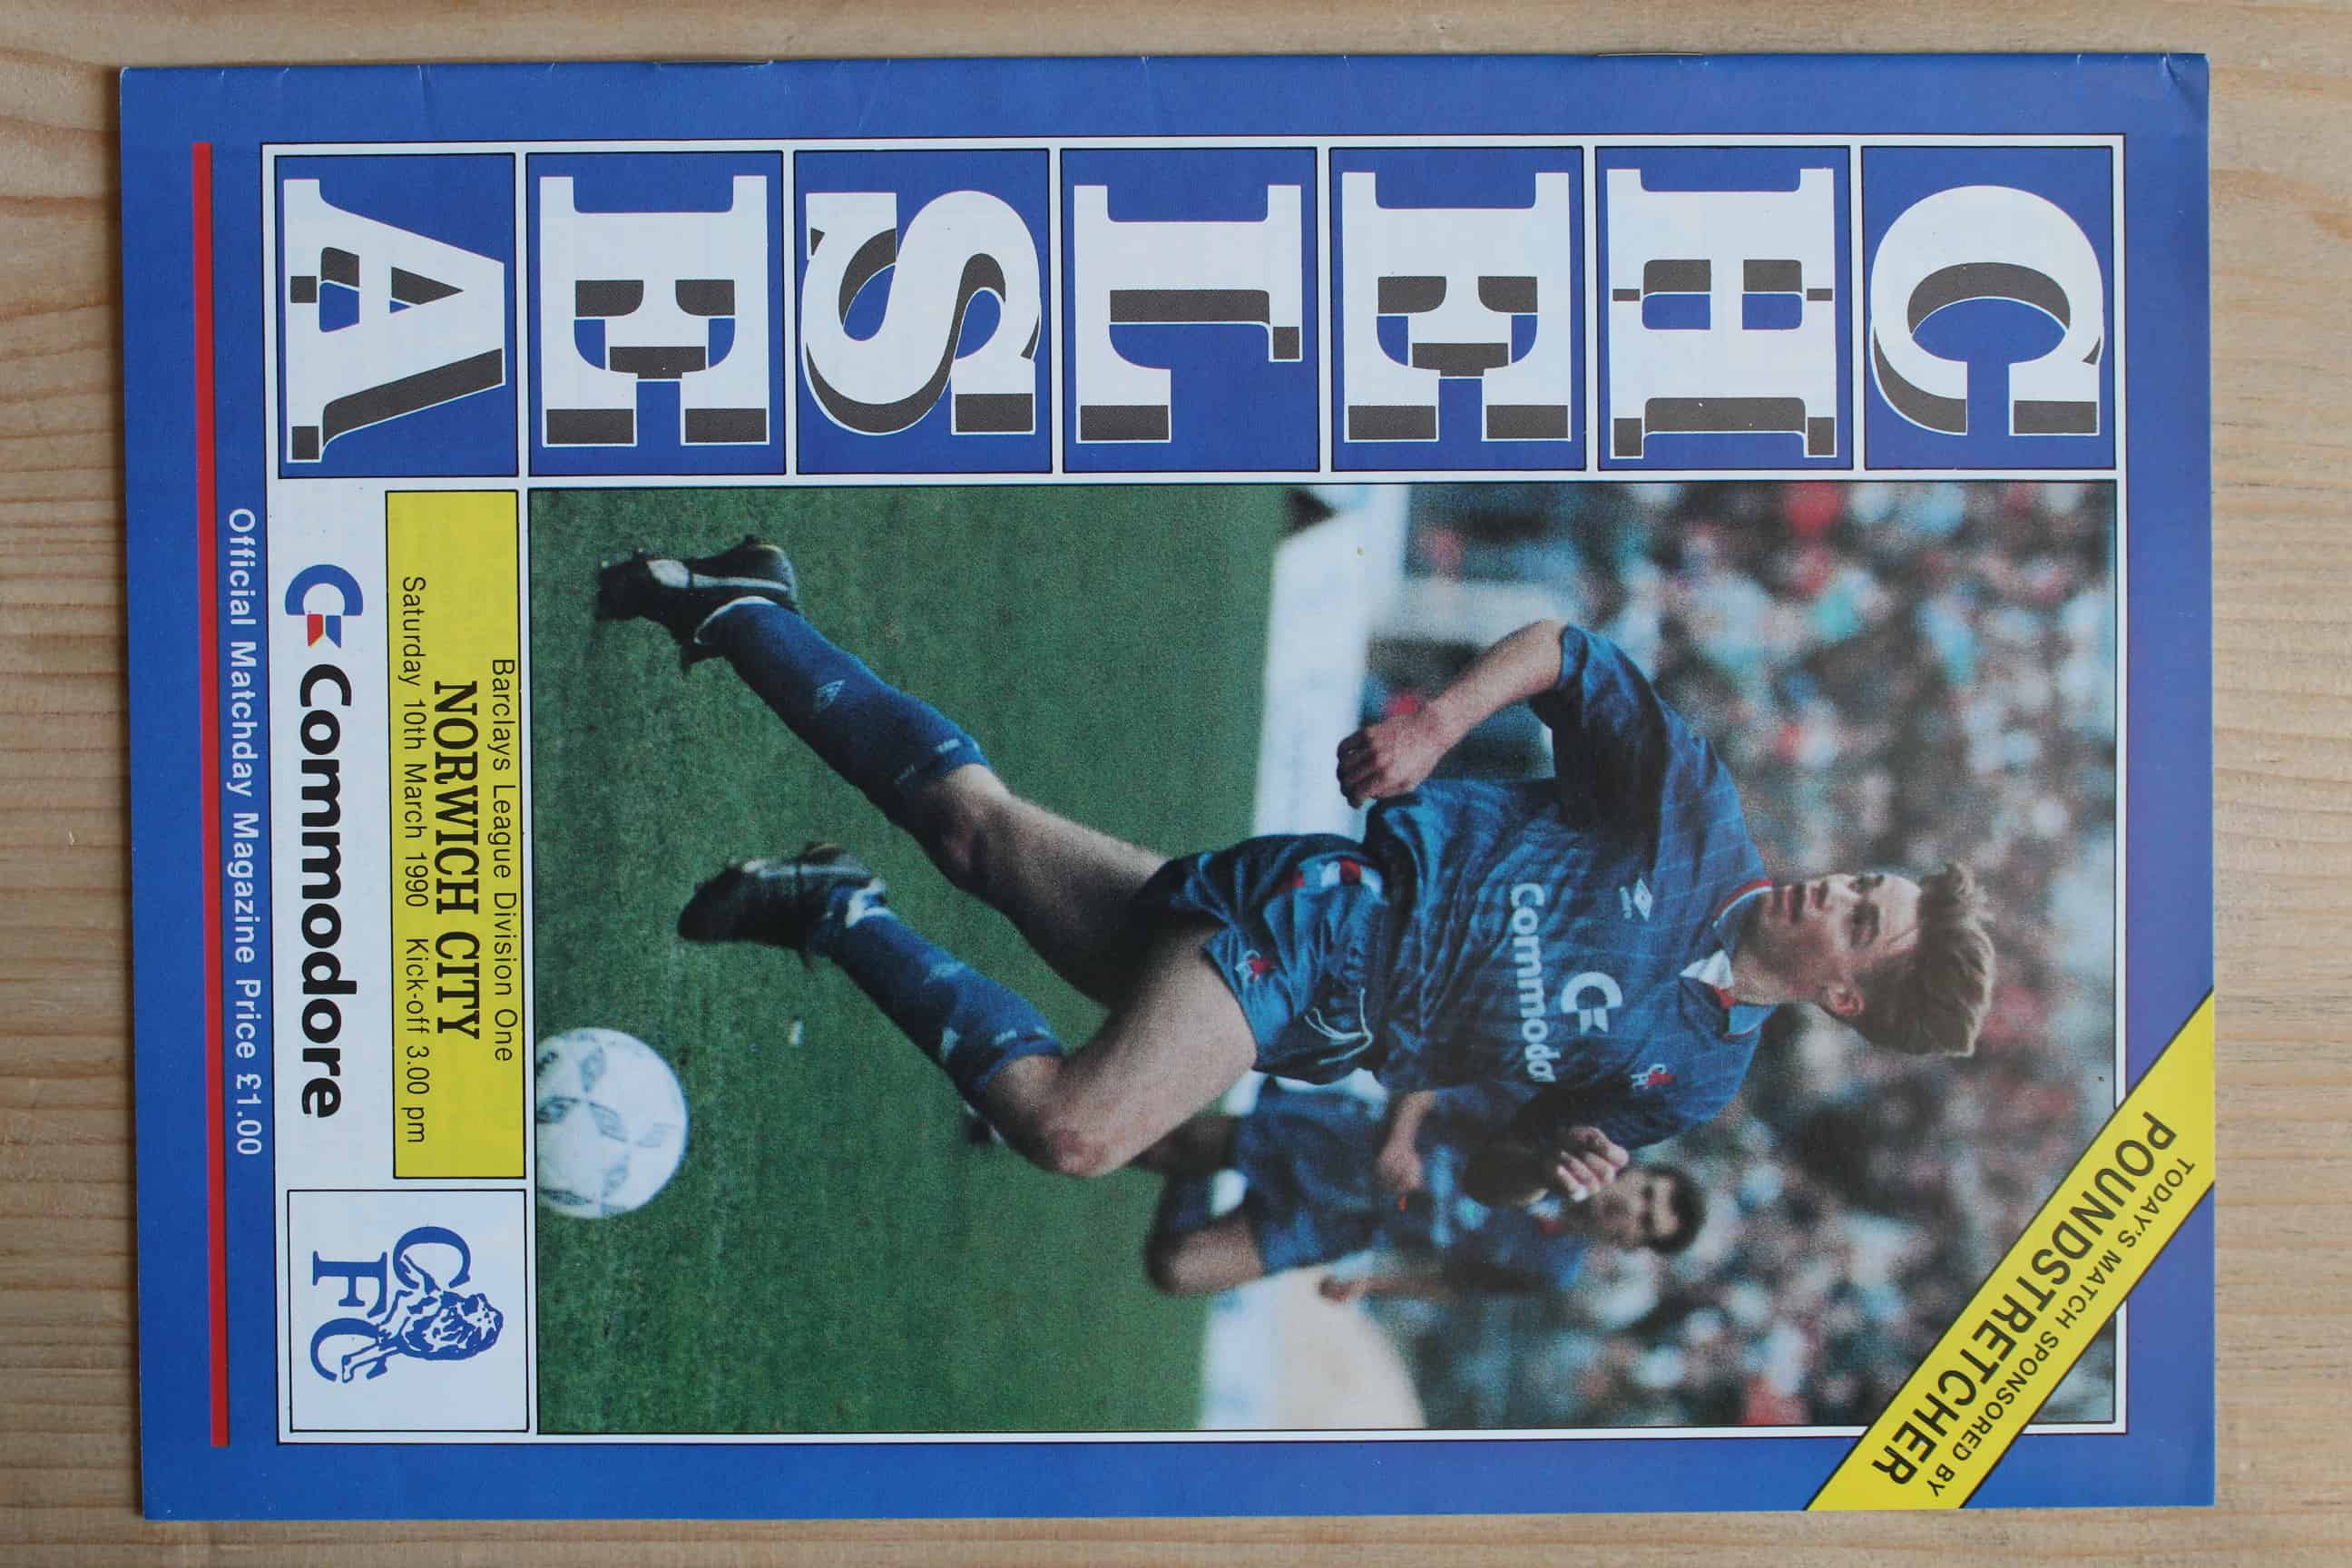 CHELSEA
TODAY'S MATCH SPONSORED BY
POUNDSTRETCHER
Commodor
Barclays League Division One
NORWICH CITY
Saturday 10th March 1990 Kick-off 3.00 pm
Commodore
CFC
Official Matchday Magazine Price £1.00